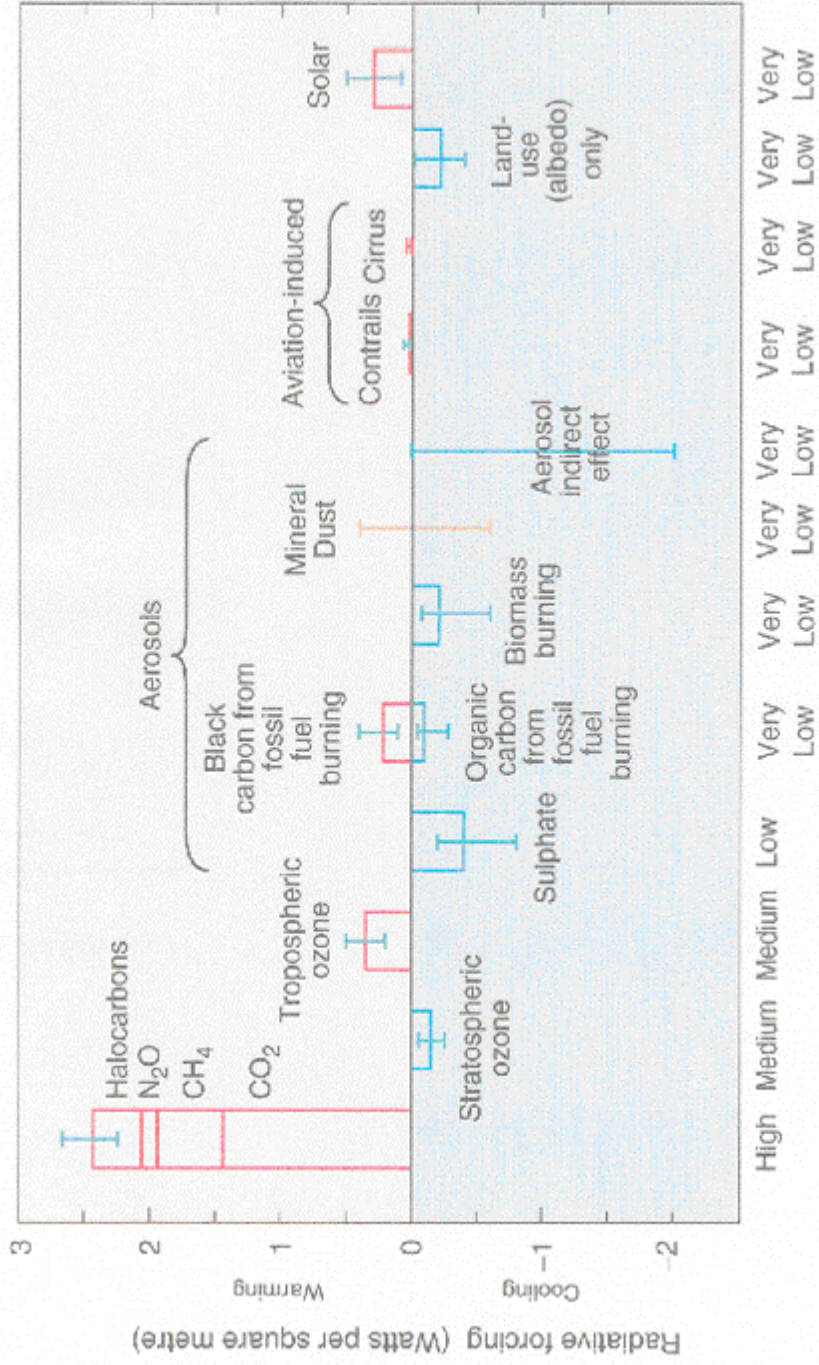 Radiative forcing (Watts per square metre)
Warming
Cooling
3
2
1
0
−1
−2
Halocarbons
N₂O
CH₄
CO₂
Stratospheric
ozone
Tropospheric
ozone
Aerosols
Sulphate
Black
carbon from
fossil
fuel
burning
Organic
carbon
from
fossil
fuel
burning
Biomass
burning
Mineral
Dust
Aerosol
indirect
effect
Aviation-induced
Contrails Cirrus
Land-
use
(albedo)
only
Solar
High Medium Medium Low Very Very Very Very Very Very Very Very
Low Low Low Low Low Low Low Low